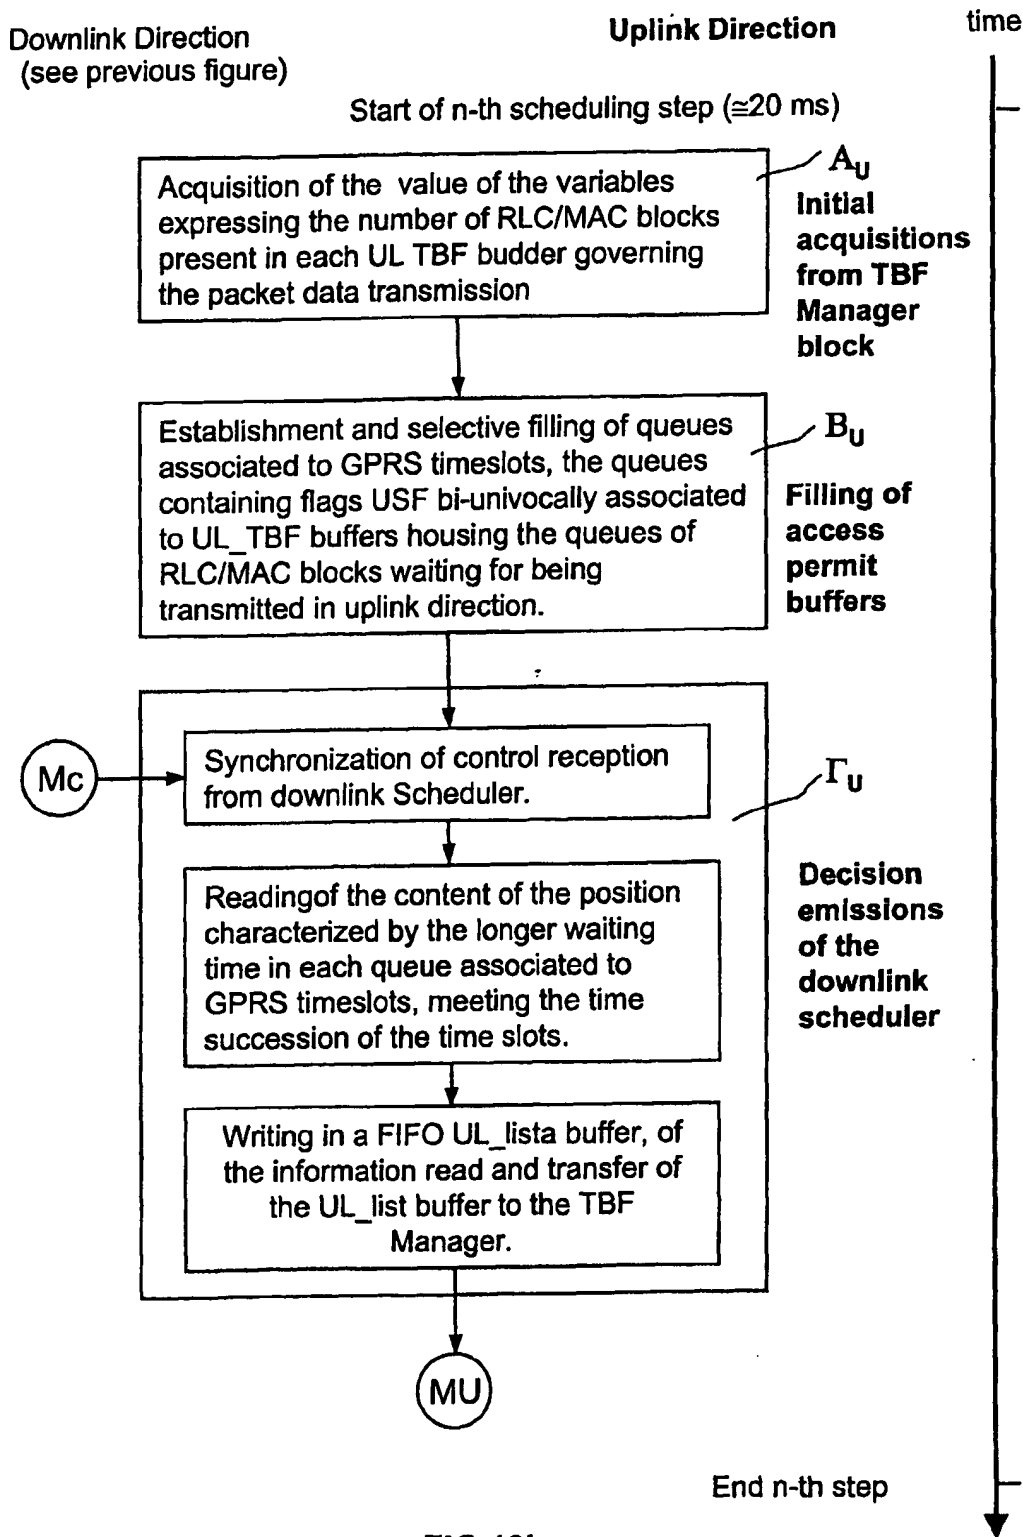 Downlink Direction
(see previous figure)
Uplink Direction
time
Start of n-th scheduling step (≅20 ms)
Acquisition of the value of the variables
expressing the number of RLC/MAC blocks
present in each UL TBF budder governing
the packet data transmission
A_U
Initial
acquisitions
from TBF
Manager
block
Establishment and selective filling of queues
associated to GPRS timeslots, the queues
containing flags USF bi-univocally associated
to UL_TBF buffers housing the queues of
RLC/MAC blocks waiting for being
transmitted in uplink direction.
B_U
Filling of
access
permit
buffers
Mc
Synchronization of control reception
from downlink Scheduler.
Γ_U
Readingof the content of the position
characterized by the longer waiting
time in each queue associated to
GPRS timeslots, meeting the time
succession of the time slots.
Decision
emissions
of the
downlink
scheduler
Writing in a FIFO UL_lista buffer, of
the information read and transfer of
the UL_list buffer to the TBF
Manager.
MU
End n-th step